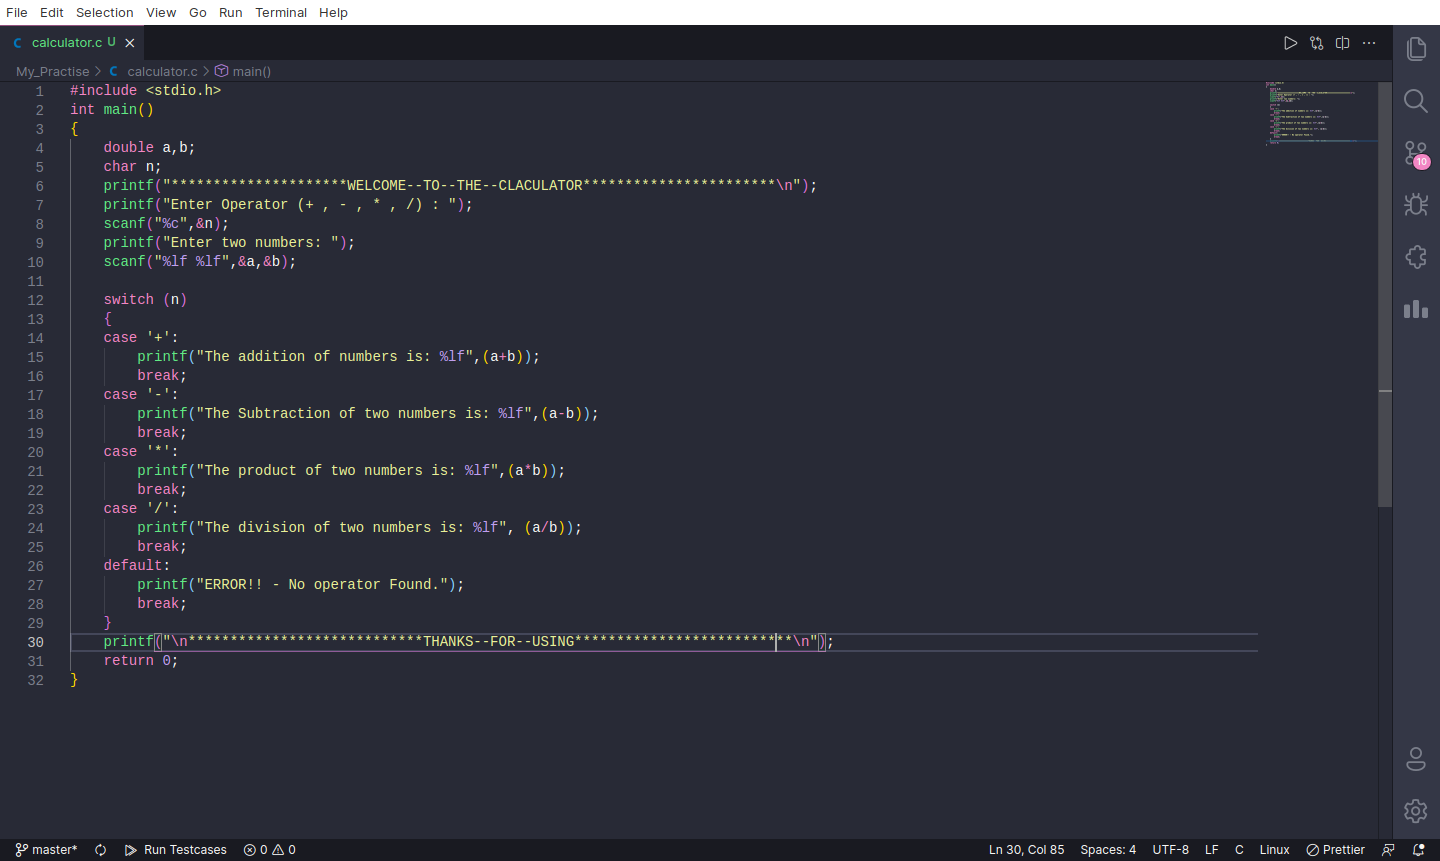 File Edit Selection View Go Run Terminal Help
calculator.c U
My_Practise > calculator.c > main()
1 #include <stdio.h>
2 int main()
3 {
4     double a,b;
5     char n;
6     printf("*********************WELCOME--TO--THE--CLACULATOR***********************\n");
7     printf("Enter Operator (+ , - , * , /) : ");
8     scanf("%c",&n);
9     printf("Enter two numbers: ");
10     scanf("%lf %lf",&a,&b);
11
12     switch (n)
13     {
14     case '+':
15         printf("The addition of numbers is: %lf",(a+b));
16         break;
17     case '-':
18         printf("The Subtraction of two numbers is: %lf",(a-b));
19         break;
20     case '*':
21         printf("The product of two numbers is: %lf",(a*b));
22         break;
23     case '/':
24         printf("The division of two numbers is: %lf", (a/b));
25         break;
26     default:
27         printf("ERROR!! - No operator Found.");
28         break;
29     }
30     printf("\n****************************THANKS--FOR--USING**************************\n");
31     return 0;
32 }
10
master* Run Testcases 0 0 Ln 30, Col 85 Spaces: 4 UTF-8 LF C Linux Prettier